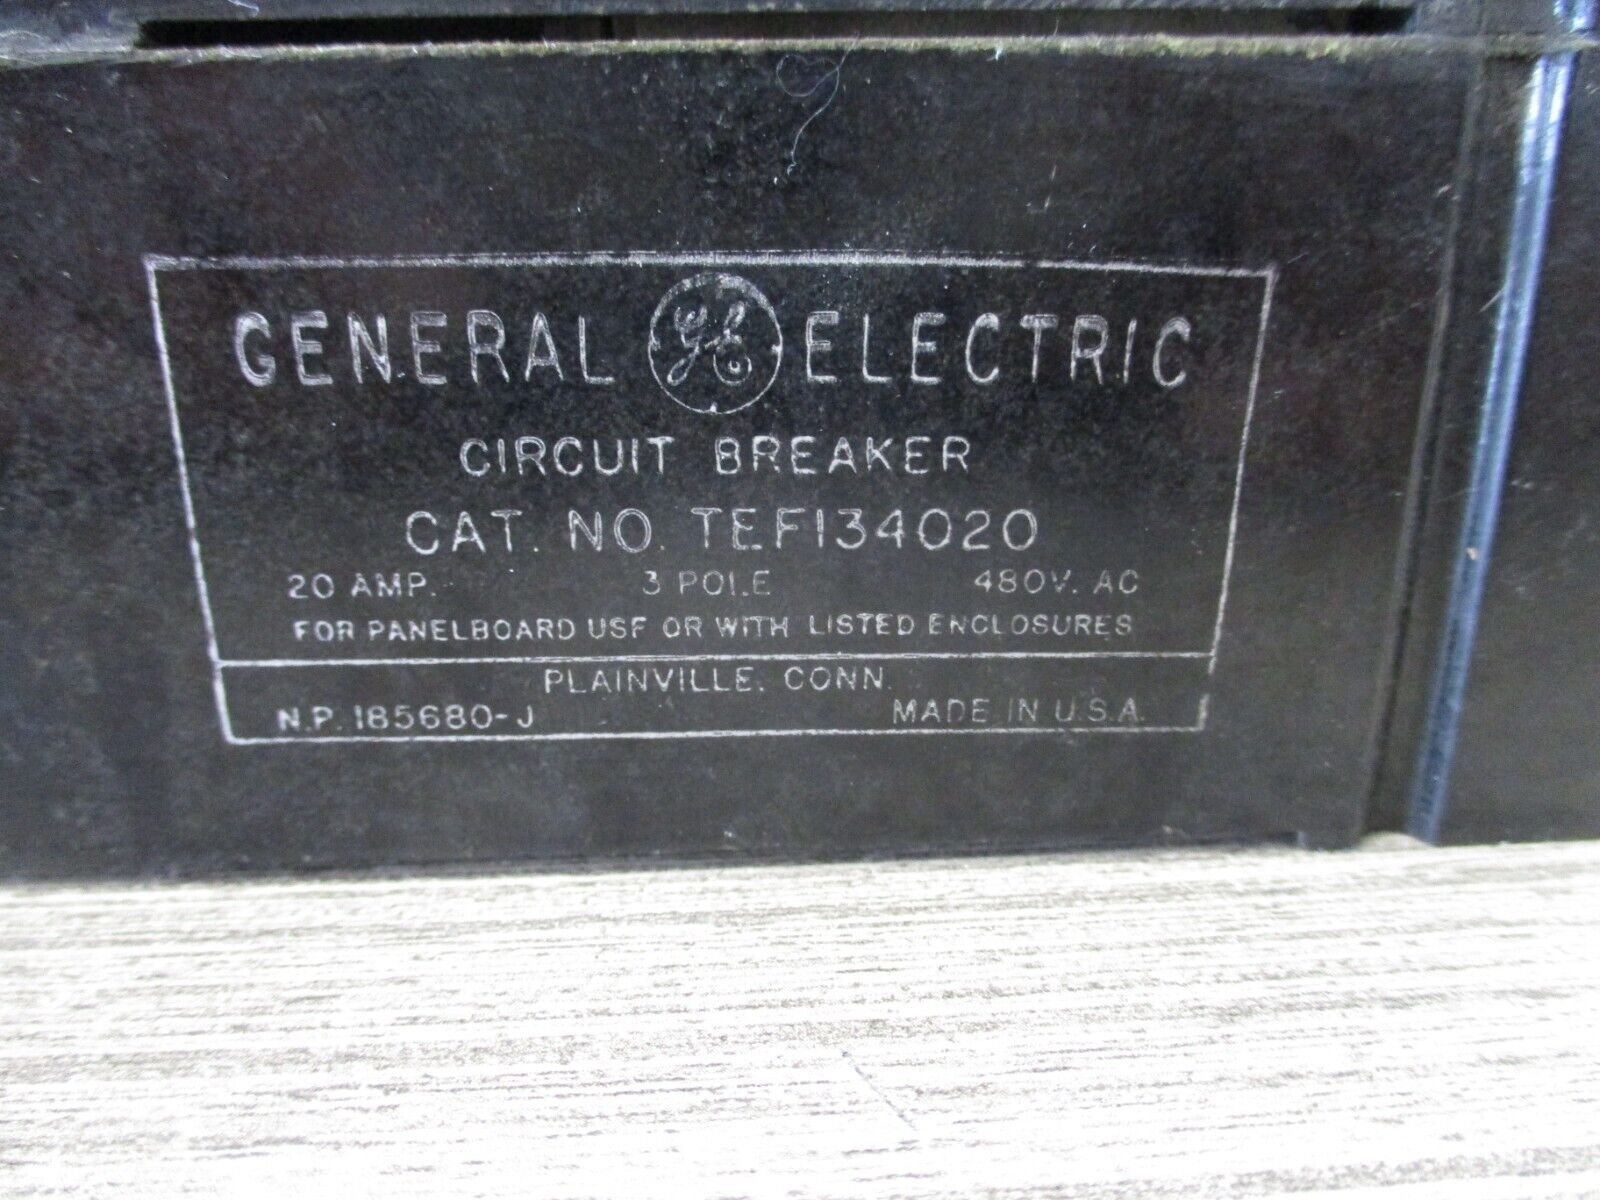 GENERAL GE ELECTRIC
CIRCUIT BREAKER
CAT. NO. TEF134020
20 AMP. 3 POLE 480V. AC
FOR PANELBOARD USE OR WITH LISTED ENCLOSURES
PLAINVILLE, CONN.
N.P. 185680-J MADE IN U.S.A.